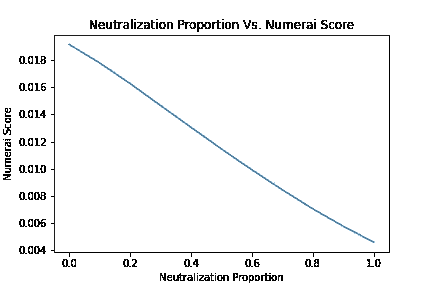 Neutralization Proportion Vs. Numerai Score
0.018
0.016
0.014
0.012
0.010
0.008
0.006
0.004
Numerai Score
0.0 0.2 0.4 0.6 0.8 1.0
Neutralization Proportion